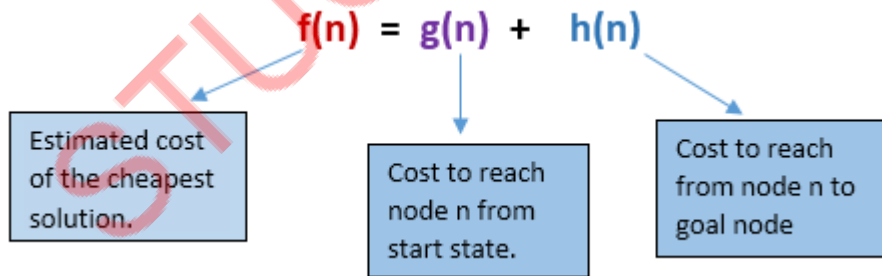 f(n) = g(n) + h(n)
Estimated cost
of the cheapest
solution.
Cost to reach
node n from
start state.
Cost to reach
from node n to
goal node